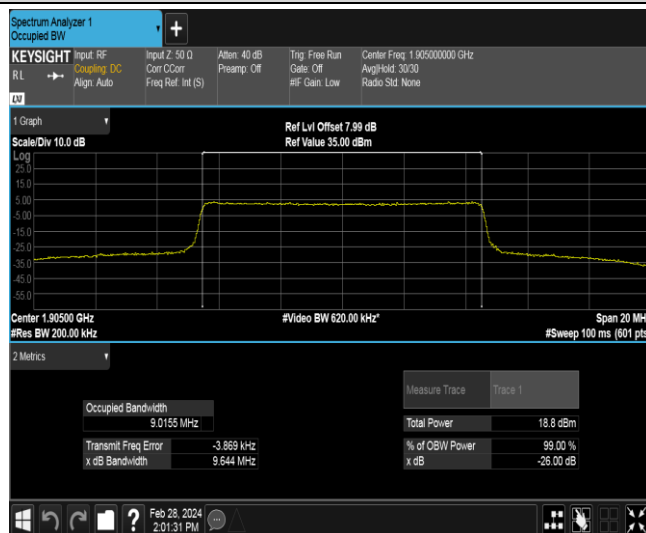 Spectrum Analyzer 1
Occupied BW
+
KEYSIGHT Input: RF Input Z: 50 Ω Atten: 40 dB Trig: Free Run Center Freq: 1.905000000 GHz
RL Coupling: DC Corr CCorr Preamp: Off Gate: Off Avg|Hold: 30/30
Align: Auto Freq Ref: Int (S) #IF Gain: Low Radio Std: None
LXI
1 Graph
Ref Lvl Offset 7.99 dB
Scale/Div 10.0 dB Ref Value 35.00 dBm
Log
25.0
15.0
5.00
-5.00
-15.0
-25.0
-35.0
-45.0
-55.0
Center 1.90500 GHz #Video BW 620.00 kHz* Span 20 MH
#Res BW 200.00 kHz #Sweep 100 ms (601 pts
2 Metrics
Measure Trace Trace 1
Occupied Bandwidth
9.0155 MHz Total Power 18.8 dBm
Transmit Freq Error -3.869 kHz % of OBW Power 99.00 %
x dB Bandwidth 9.644 MHz x dB -26.00 dB
? Feb 28, 2024
2:01:31 PM